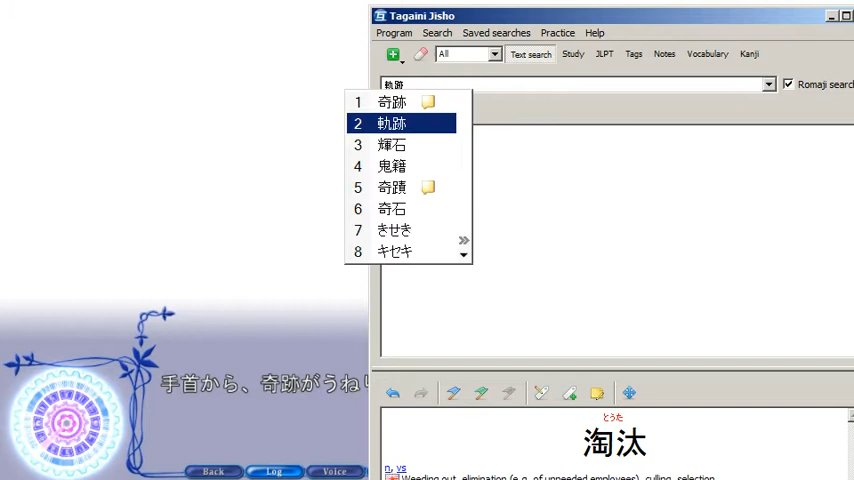 Tagaini Jisho
Program Search Saved searches Practice Help
All Text search Study JLPT Tags Notes Vocabulary Kanji
軌跡
Romaji searc
1 奇跡
2 軌跡
3 輝石
4 鬼籍
5 奇蹟
6 奇石
7 きせき
8 キセキ
手首から、奇跡がうねり
Back Log Voice
とうた
淘汰
n, vs
Weeding out, elimination (e.g. of unneeded employees), culling, selection